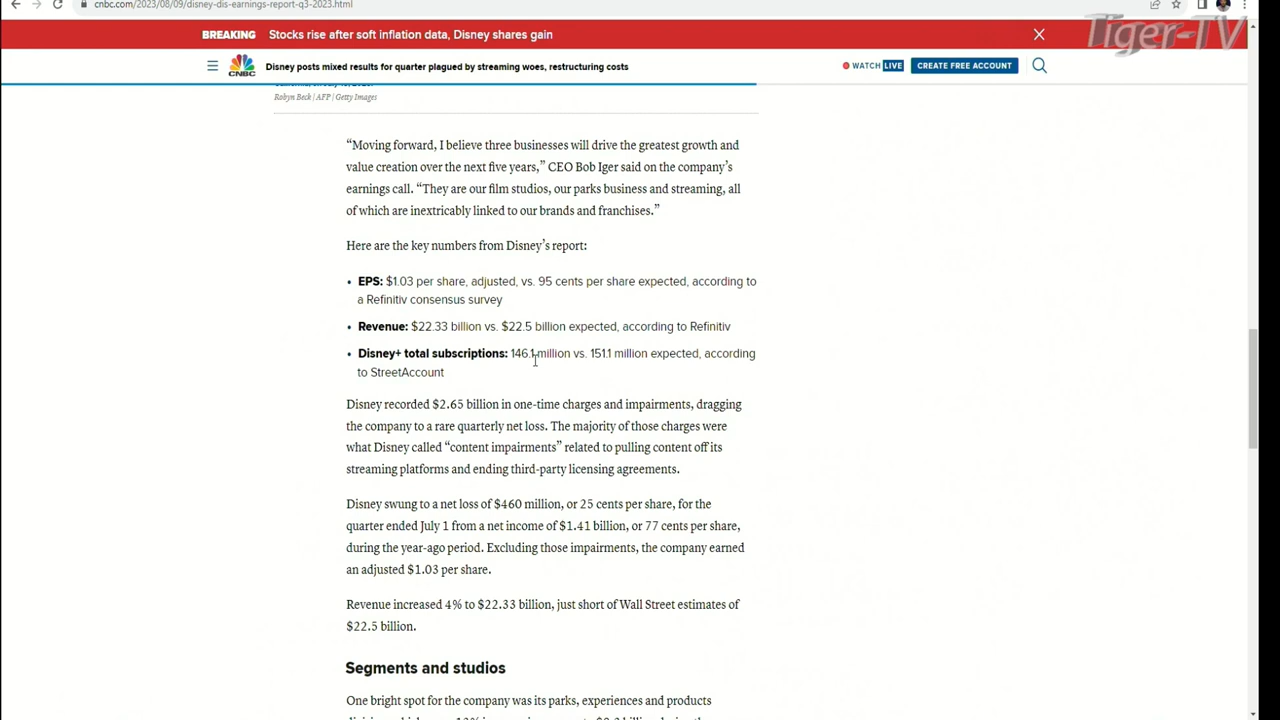 cnbc.com/2023/08/09/disney-dis-earnings-report-q3-2023.html
Tiger-TV
BREAKING Stocks rise after soft inflation data, Disney shares gain
CNBC Disney posts mixed results for quarter plagued by streaming woes, restructuring costs WATCH LIVE CREATE FREE ACCOUNT
Robyn Beck | AFP | Getty Images
“Moving forward, I believe three businesses will drive the greatest growth and
value creation over the next five years,” CEO Bob Iger said on the company’s
earnings call. “They are our film studios, our parks business and streaming, all
of which are inextricably linked to our brands and franchises.”
Here are the key numbers from Disney’s report:
• EPS: $1.03 per share, adjusted, vs. 95 cents per share expected, according to
a Refinitiv consensus survey
• Revenue: $22.33 billion vs. $22.5 billion expected, according to Refinitiv
• Disney+ total subscriptions: 146.1 million vs. 151.1 million expected, according
to StreetAccount
Disney recorded $2.65 billion in one-time charges and impairments, dragging
the company to a rare quarterly net loss. The majority of those charges were
what Disney called “content impairments” related to pulling content off its
streaming platforms and ending third-party licensing agreements.
Disney swung to a net loss of $460 million, or 25 cents per share, for the
quarter ended July 1 from a net income of $1.41 billion, or 77 cents per share,
during the year-ago period. Excluding those impairments, the company earned
an adjusted $1.03 per share.
Revenue increased 4% to $22.33 billion, just short of Wall Street estimates of
$22.5 billion.
Segments and studios
One bright spot for the company was its parks, experiences and products